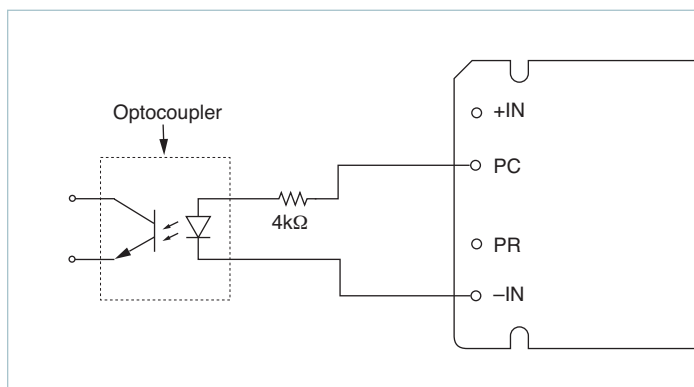 Optocoupler
+IN
PC
4kΩ
PR
–IN